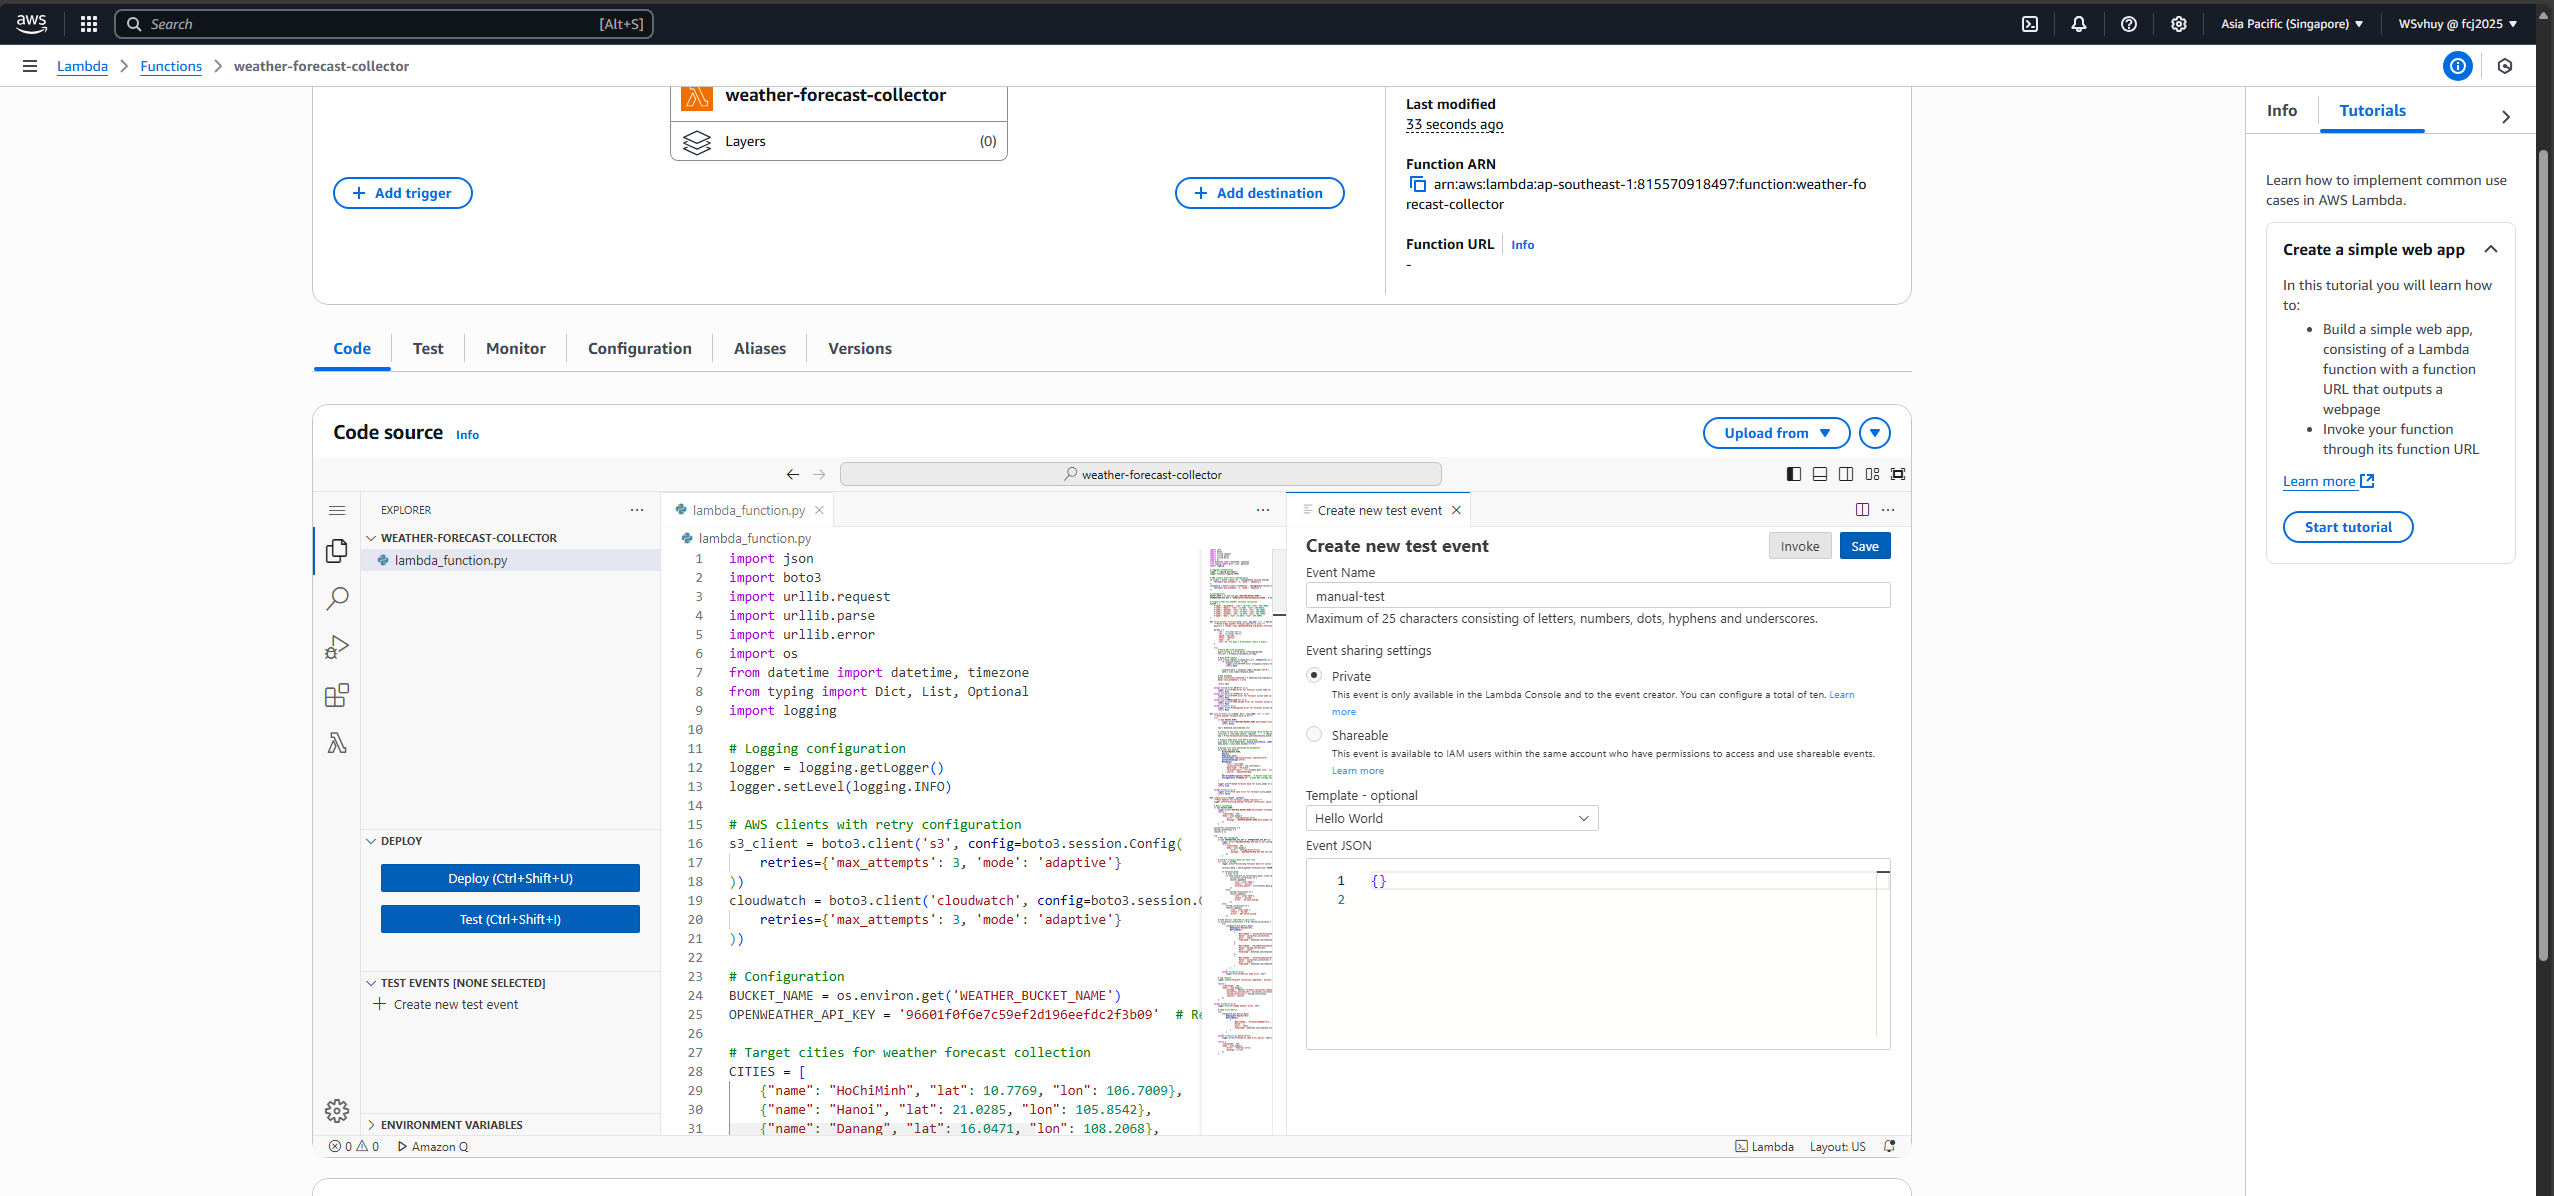 aws
Search
[Alt+S]
Asia Pacific (Singapore)
WSvhuy @ fcj2025
Lambda
Functions
weather-forecast-collector
weather-forecast-collector
Layers
(0)
Add trigger
Add destination
Last modified
33 seconds ago
Function ARN
arn:aws:lambda:ap-southeast-1:815570918497:function:weather-fo
recast-collector
Function URL
Info
-
Code
Test
Monitor
Configuration
Aliases
Versions
Code source
Info
Upload from
weather-forecast-collector
EXPLORER
WEATHER-FORECAST-COLLECTOR
lambda_function.py
DEPLOY
Deploy (Ctrl+Shift+U)
Test (Ctrl+Shift+I)
TEST EVENTS [NONE SELECTED]
Create new test event
ENVIRONMENT VARIABLES
lambda_function.py
lambda_function.py
1 import json
2 import boto3
3 import urllib.request
4 import urllib.parse
5 import urllib.error
6 import os
7 from datetime import datetime, timezone
8 from typing import Dict, List, Optional
9 import logging
10
11 # Logging configuration
12 logger = logging.getLogger()
13 logger.setLevel(logging.INFO)
14
15 # AWS clients with retry configuration
16 s3_client = boto3.client('s3', config=boto3.session.Config(
17 retries={'max_attempts': 3, 'mode': 'adaptive'}
18 ))
19 cloudwatch = boto3.client('cloudwatch', config=boto3.session.
20 retries={'max_attempts': 3, 'mode': 'adaptive'}
21 ))
22
23 # Configuration
24 BUCKET_NAME = os.environ.get('WEATHER_BUCKET_NAME')
25 OPENWEATHER_API_KEY = '96601f0f6e7c59ef2d196eefdc2f3b09' # Re
26
27 # Target cities for weather forecast collection
28 CITIES = [
29 {"name": "HoChiMinh", "lat": 10.7769, "lon": 106.7009},
30 {"name": "Hanoi", "lat": 21.0285, "lon": 105.8542},
31 {"name": "Danang", "lat": 16.0471, "lon": 108.2068},
Create new test event
Create new test event
Invoke
Save
Event Name
manual-test
Maximum of 25 characters consisting of letters, numbers, dots, hyphens and underscores.
Event sharing settings
Private
This event is only available in the Lambda Console and to the event creator. You can configure a total of ten. Learn
more
Shareable
This event is available to IAM users within the same account who have permissions to access and use shareable events.
Learn more
Template - optional
Hello World
Event JSON
1 {}
2
0 0
Amazon Q
Lambda
Layout: US
Info
Tutorials
Learn how to implement common use
cases in AWS Lambda.
Create a simple web app
In this tutorial you will learn how
to:
• Build a simple web app,
consisting of a Lambda
function with a function
URL that outputs a
webpage
• Invoke your function
through its function URL
Learn more
Start tutorial